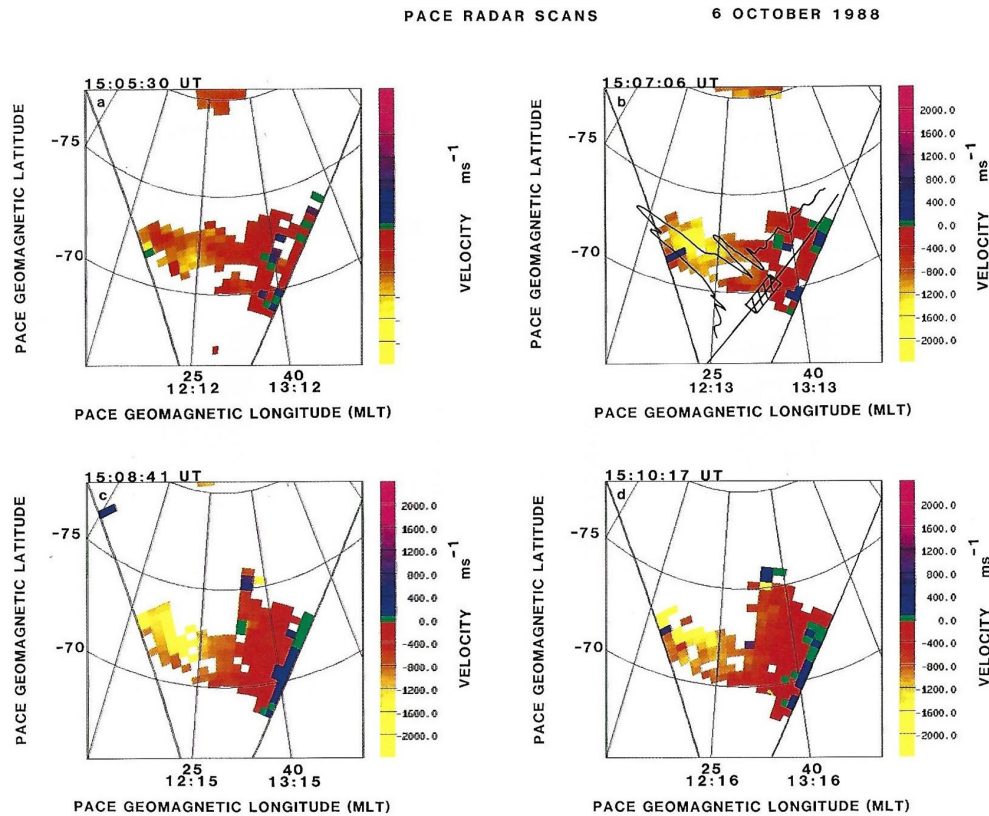 PACE RADAR SCANS 6 OCTOBER 1988
15:05:30 UT
a
PACE GEOMAGNETIC LATITUDE
-75
-70
25 40
12:12 13:12
PACE GEOMAGNETIC LONGITUDE (MLT)
VELOCITY ms-1
15:07:06 UT
b
PACE GEOMAGNETIC LATITUDE
-75
-70
25 40
12:13 13:13
PACE GEOMAGNETIC LONGITUDE (MLT)
2000.0
1600.0
1200.0
800.0
400.0
0.0
-400.0
-800.0
-1200.0
-1600.0
-2000.0
VELOCITY ms-1
15:08:41 UT
c
PACE GEOMAGNETIC LATITUDE
-75
-70
25 40
12:15 13:15
PACE GEOMAGNETIC LONGITUDE (MLT)
2000.0
1600.0
1200.0
800.0
400.0
0.0
-400.0
-800.0
-1200.0
-1600.0
-2000.0
VELOCITY ms-1
15:10:17 UT
d
PACE GEOMAGNETIC LATITUDE
-75
-70
25 40
12:16 13:16
PACE GEOMAGNETIC LONGITUDE (MLT)
2000.0
1600.0
1200.0
800.0
400.0
0.0
-400.0
-800.0
-1200.0
-1600.0
-2000.0
VELOCITY ms-1